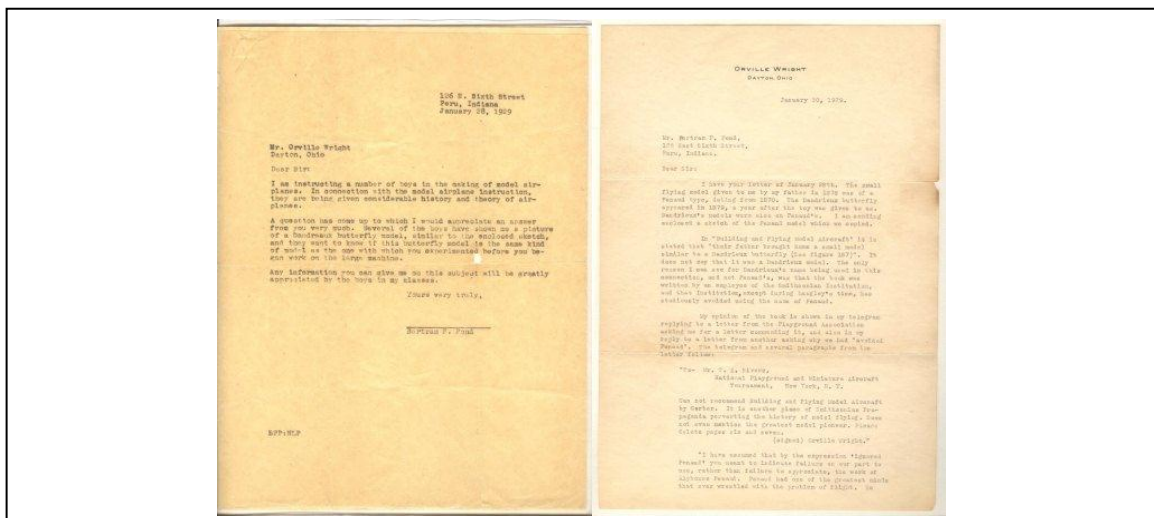 126 E. Sixth Street
Peru, Indiana
January 28, 1929
Mr. Orville Wright
Dayton, Ohio
Dear Sir:
I am instructing a number of boys in the making of model air-
planes. In connection with the model airplane instruction,
they are being given considerable history and theory of air-
planes.
A question has come up to which I would appreciate an answer
from you very much. Several of the boys have shown me a picture
of a Dandrieux butterfly model, similar to the enclosed sketch,
and they want to know if this butterfly model is the same kind
of model as the one with which you experimented before you be-
gan work on the large machine.
Any information you can give me on this subject will be greatly
appreciated by the boys in my classes.
Yours very truly,
Bertram P. Pond
BPP:NLP
ORVILLE WRIGHT
DAYTON, OHIO
January 1929.
Mr. Bertram P. Pond,
126 East Sixth Street,
Peru, Indiana.
Dear Sir:
I have your letter of January 28th. The small
flying model given to me by my father in 1878 was of a
Penaud type, dating from 1870. The Dandrieux butterfly
appeared in 1879, a year after the toy was given to us.
Dandrieux's models were also on Penaud's. I am sending
enclosed a sketch of the Penaud model which we copied.
In "Building and Flying Model Aircraft" it is
stated that "their father brought home a small model
similar to a Dandrieux butterfly (See figure 127)". It
does not say that it was a Dandrieux model. The only
reason I can see for Dandrieux's name being used in this
connection, and not Penaud's, was that the book was
written by an employee of the Smithsonian Institution,
and that Institution, except during Langley's time, has
studiously avoided using the name of Penaud.
My opinion of the book is shown in my telegram
replying to a letter from the Playground Association
asking me for a letter commending it, and also in my
reply to a letter from another asking why we had "avoided
Penaud". The telegram and several paragraphs from the
letter follow:
"To- Mr. Rivers,
National Playground and Miniature Aircraft
Tournament, New York, N. Y.
Can not recommend Building and Flying Model Aircraft
by Garber. It is another piece of Smithsonian Pro-
paganda perverting the history of model flying. Does
not even mention the greatest model pioneer. Please
delete pages six and seven.
(signed) Orville Wright."
"I have assumed that by the expression 'ignored
Penaud' you meant to indicate failure on our part to
use, rather than failure to appreciate, the work of
Alphonse Penaud. Penaud had one of the greatest minds
that ever wrestled with the problem of flight. In